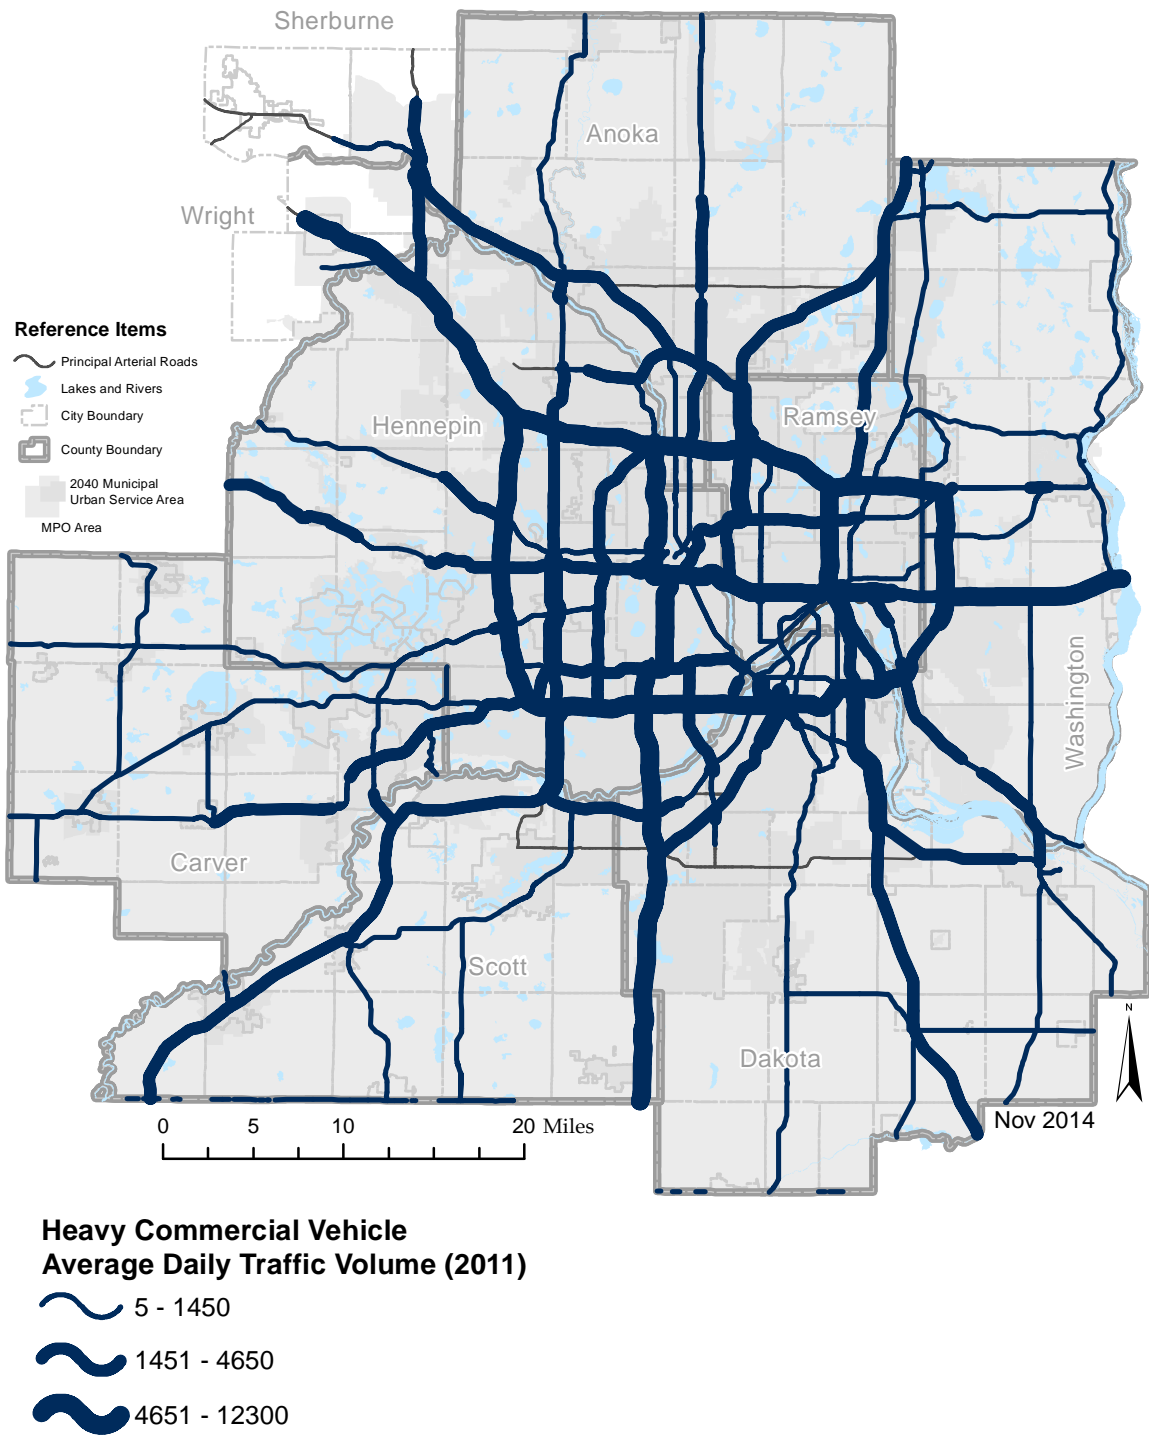 Sherburne
Anoka
Wright
Reference Items
Principal Arterial Roads
Lakes and Rivers
City Boundary
County Boundary
2040 Municipal
Urban Service Area
MPO Area
Hennepin
Ramsey
Washington
Carver
Scott
Dakota
N
Nov 2014
0 5 10 20 Miles
Heavy Commercial Vehicle
Average Daily Traffic Volume (2011)
5 - 1450
1451 - 4650
4651 - 12300